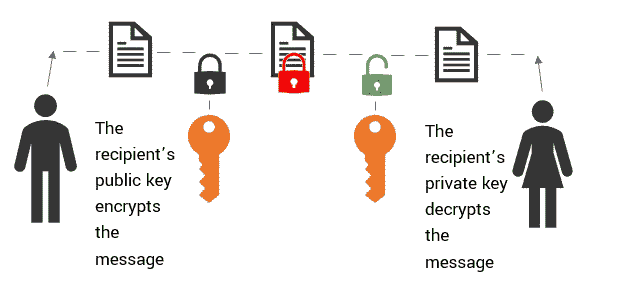 The
recipient’s
public key
encrypts
the
message
The
recipient’s
private key
decrypts
the
message